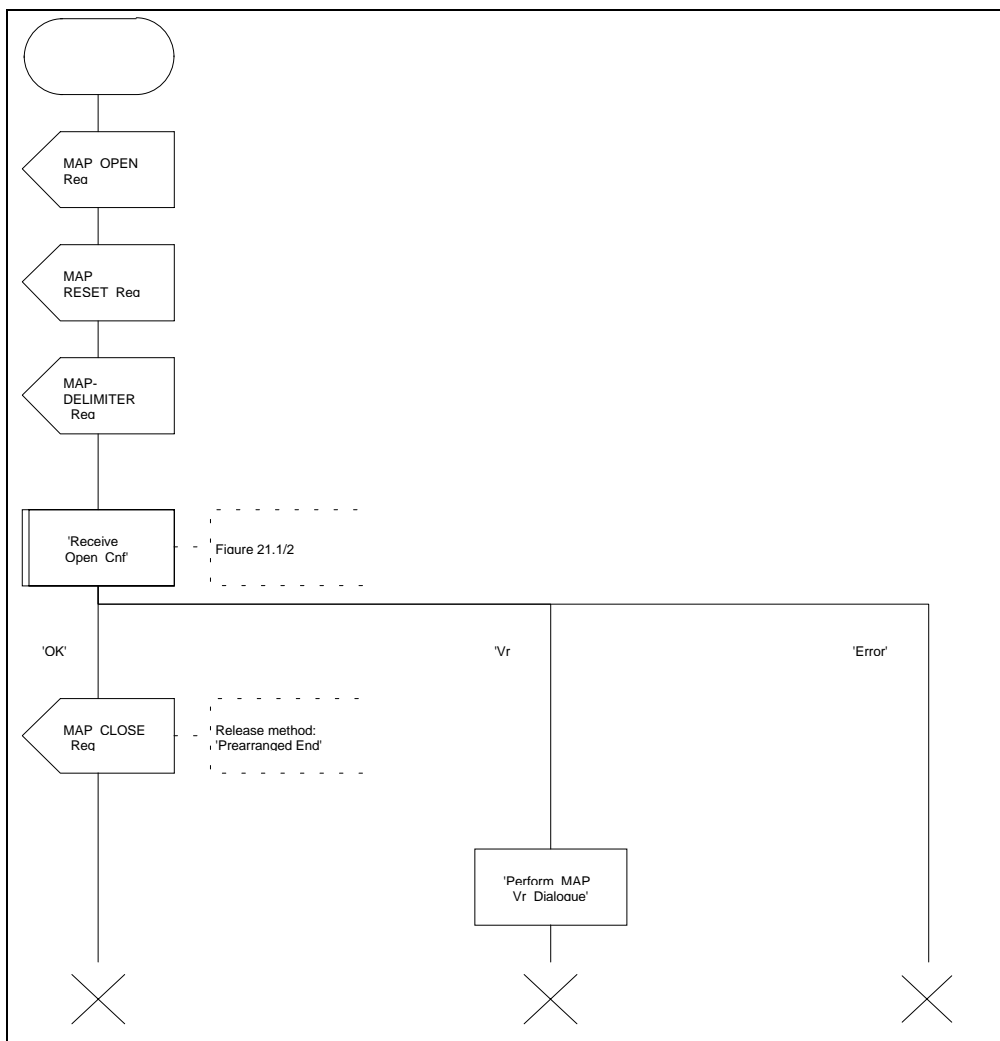 MAP OPEN
Req
MAP
RESET Req
MAP-
DELIMITER
Req
'Receive
Open Cnf'
Figure 21.1/2
'OK'
'Vr
'Error'
MAP CLOSE
Req
Release method:
'Prearranged End'
'Perform MAP
Vr Dialogue'